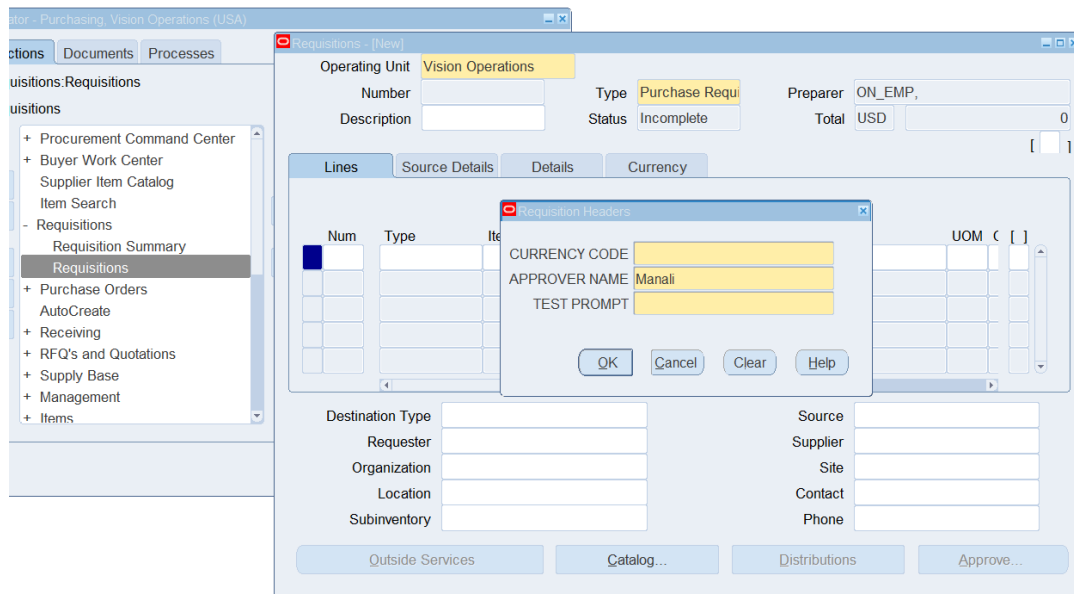 ator - Purchasing, Vision Operations (USA)
ctions Documents Processes
uisitions:Requisitions
uisitions
+ Procurement Command Center
+ Buyer Work Center
Supplier Item Catalog
Item Search
- Requisitions
Requisition Summary
Requisitions
+ Purchase Orders
AutoCreate
+ Receiving
+ RFQ's and Quotations
+ Supply Base
+ Management
+ Items
Requisitions - [New]
Operating Unit Vision Operations
Number Type Purchase Requi Preparer ON_EMP,
Description Status Incomplete Total USD 0
[ ]
Lines Source Details Details Currency
Num Type Ite UOM C [ ]
Requisition Headers
CURRENCY CODE
APPROVER NAME Manali
TEST PROMPT
OK Cancel Clear Help
Destination Type Source
Requester Supplier
Organization Site
Location Contact
Subinventory Phone
Outside Services Catalog... Distributions Approve...